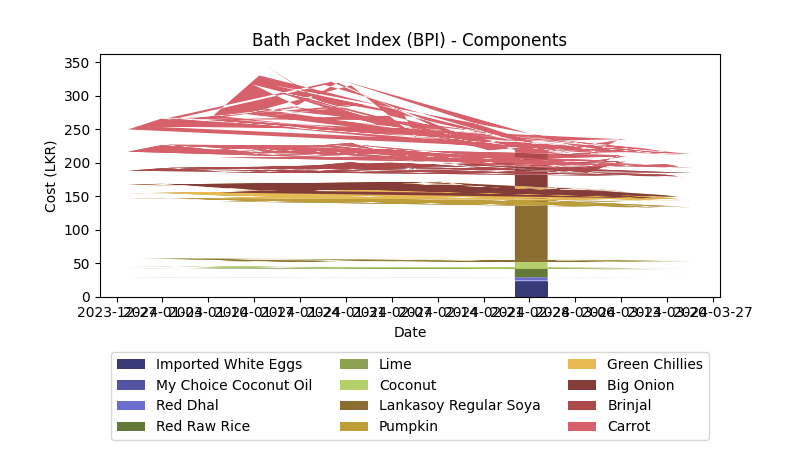 Bath Packet Index (BPI) - Components
Cost (LKR)
350
300
250
200
150
100
50
0
2023-12-27 2024-01-03 2024-01-10 2024-01-17 2024-01-24 2024-01-31 2024-02-07 2024-02-14 2024-02-21 2024-02-28 2024-03-06 2024-03-13 2024-03-20 2024-03-27
Date
Imported White Eggs
My Choice Coconut Oil
Red Dhal
Red Raw Rice
Lime
Coconut
Lankasoy Regular Soya
Pumpkin
Green Chillies
Big Onion
Brinjal
Carrot